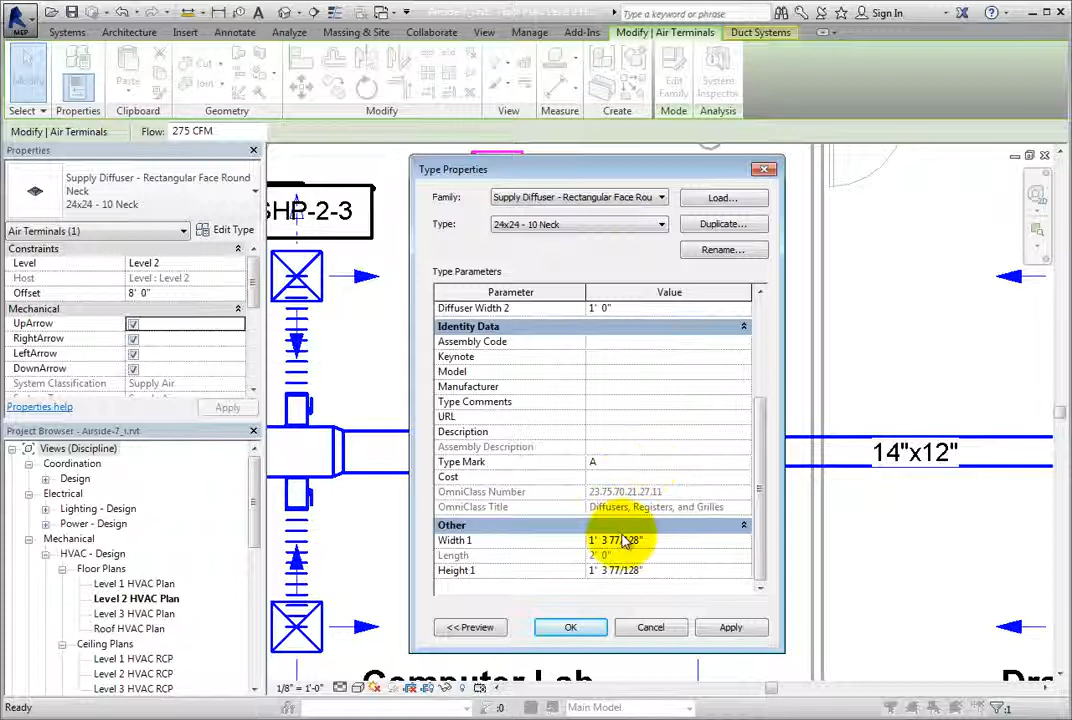 Type a keyword or phrase
Sign In
MEP
Systems
Architecture
Insert
Annotate
Analyze
Massing & Site
Collaborate
View
Manage
Add-Ins
Modify | Air Terminals
Duct Systems
Modify
Paste
Cut
Join
Edit
Family
System
Inspector
Select
Properties
Clipboard
Geometry
Modify
View
Measure
Create
Mode
Analysis
Modify | Air Terminals
Flow:
275 CFM
Properties
Supply Diffuser - Rectangular Face Round
Neck
24x24 - 10 Neck
Air Terminals (1)
Edit Type
Constraints
Level
Level 2
Host
Level : Level 2
Offset
8' 0"
Mechanical
UpArrow
RightArrow
LeftArrow
DownArrow
System Classification
Supply Air
Properties help
Apply
Project Browser - Airside-7_i.rvt
Views (Discipline)
Coordination
Design
Electrical
Lighting - Design
Power - Design
Mechanical
HVAC - Design
Floor Plans
Level 1 HVAC Plan
Level 2 HVAC Plan
Level 3 HVAC Plan
Roof HVAC Plan
Ceiling Plans
Level 1 HVAC RCP
Level 2 HVAC RCP
Level 3 HVAC RCP
SHP-2-3
Type Properties
Family:
Supply Diffuser - Rectangular Face Rou
Load...
Type:
24x24 - 10 Neck
Duplicate...
Rename...
Type Parameters
Parameter
Value
Diffuser Width 2
1' 0"
Identity Data
Assembly Code
Keynote
Model
Manufacturer
Type Comments
URL
Description
Assembly Description
Type Mark
A
Cost
OmniClass Number
23.75.70.21.27.11
OmniClass Title
Diffusers, Registers, and Grilles
Other
Width 1
1' 3 77/128"
Length
2' 0"
Height 1
1' 3 77/128"
<< Preview
OK
Cancel
Apply
14"x12"
Computer Lab
1/8" = 1'-0"
Ready
:0
Main Model
:1